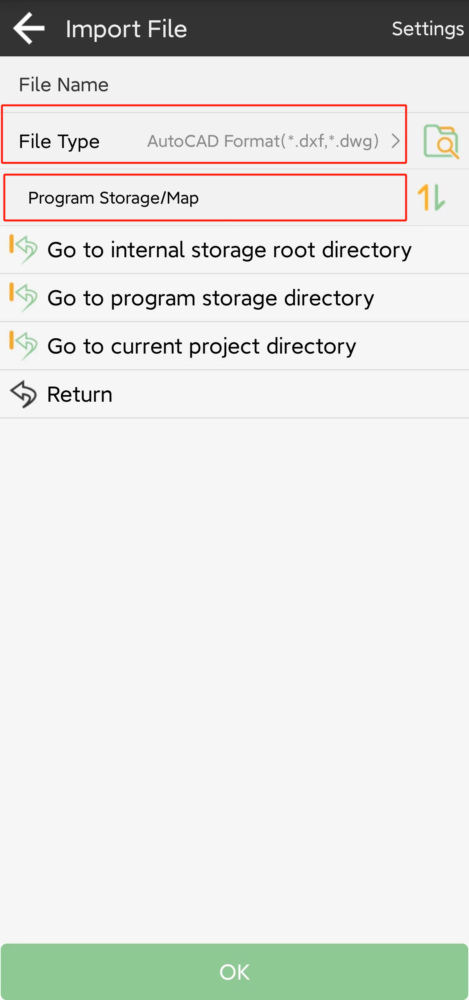 Import File
Settings
File Name
File Type
AutoCAD Format(*.dxf,*.dwg)
Program Storage/Map
Go to internal storage root directory
Go to program storage directory
Go to current project directory
Return
OK